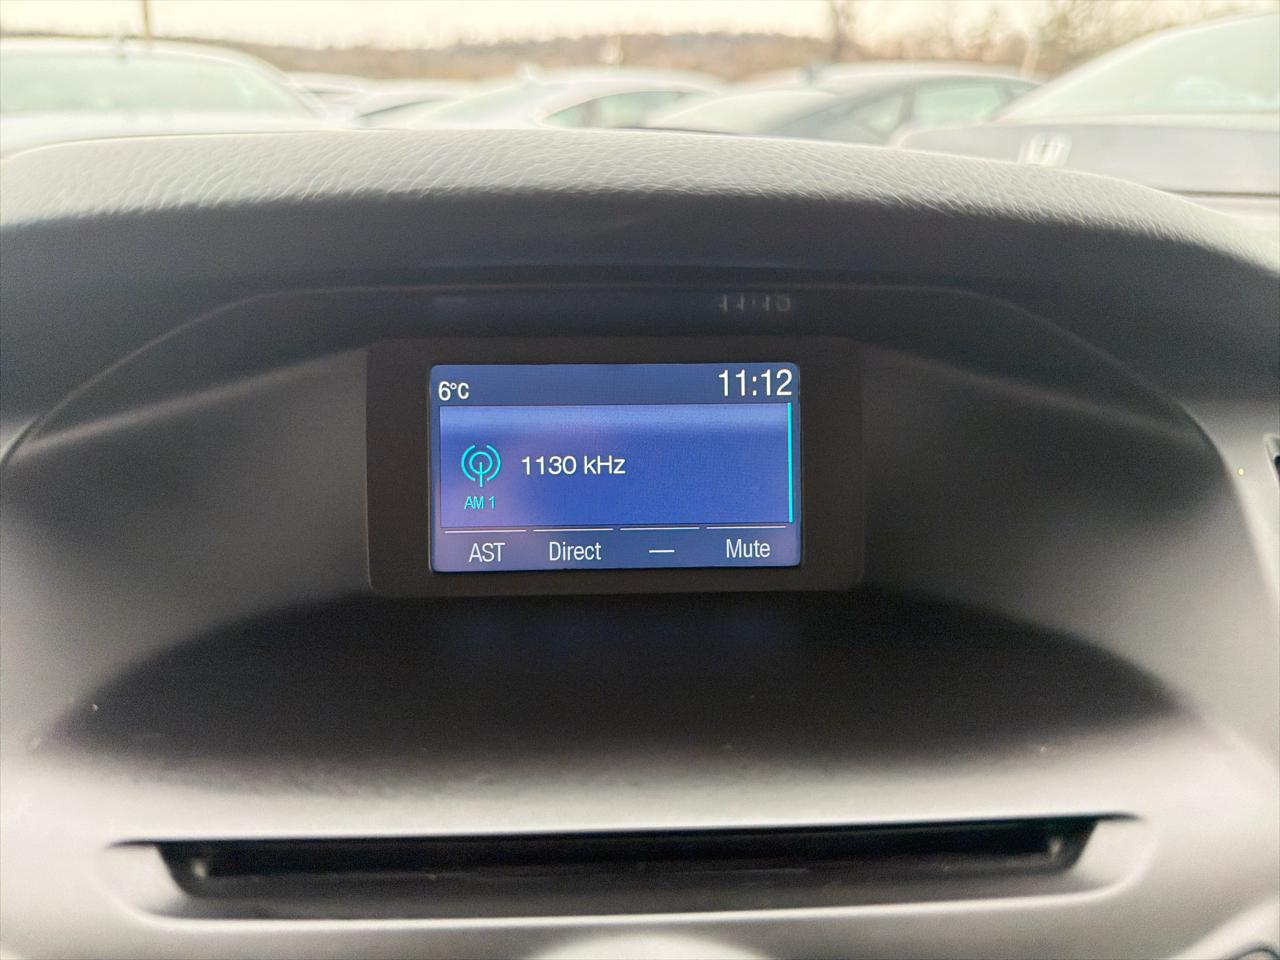 6°C 11:12
1130 kHz
AM 1
AST Direct — Mute